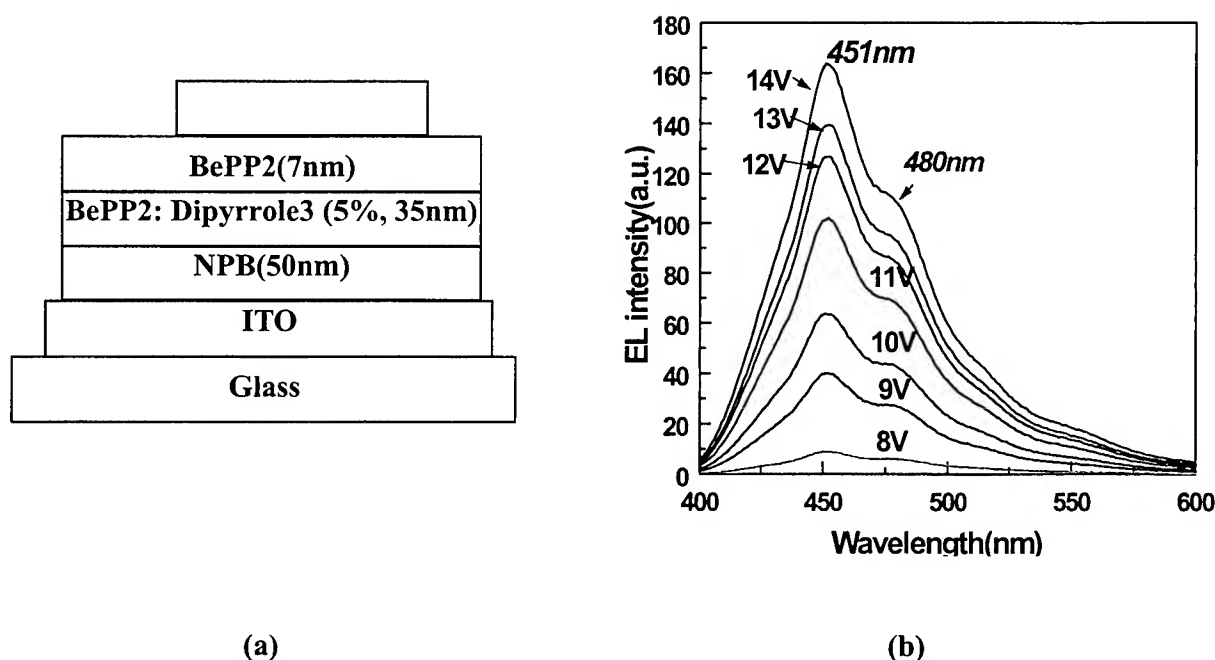 BePP2(7nm)
BePP2: Dipyrrole3 (5%, 35nm)
NPB(50nm)
ITO
Glass
(a)
180
160
140
120
100
80
60
40
20
0
EL intensity(a.u.)
451nm
14V
13V
12V
480nm
11V
10V
9V
8V
400
450
500
550
600
Wavelength(nm)
(b)